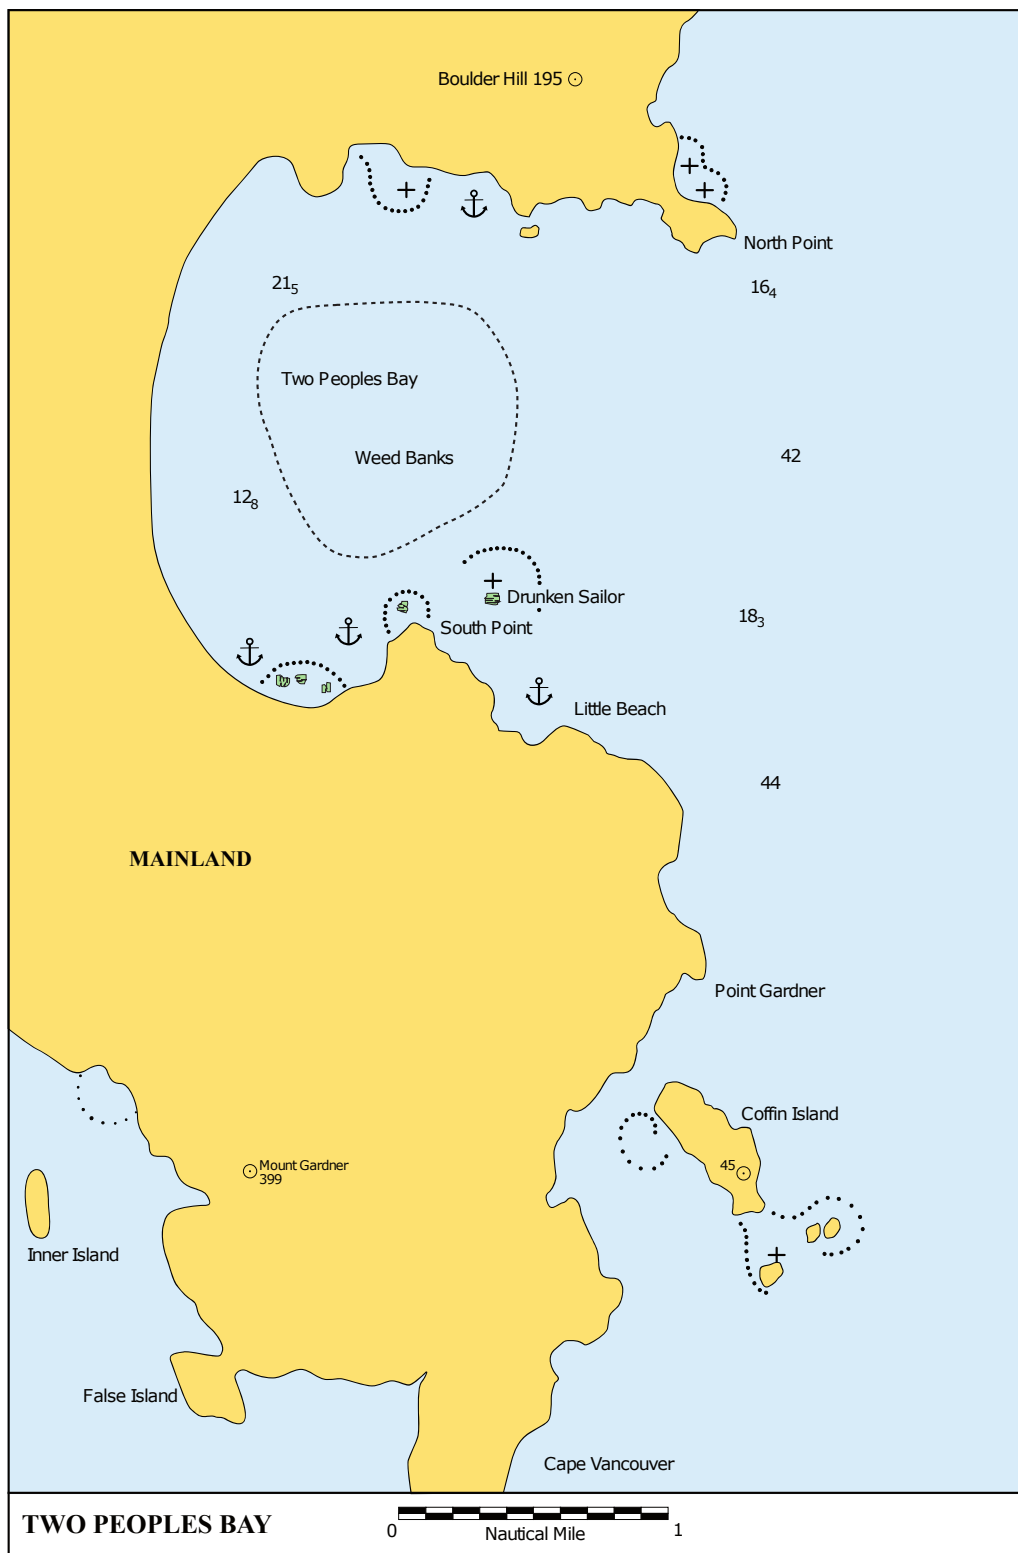 Boulder Hill 195
North Point
21₅
16₄
Two Peoples Bay
42
Weed Banks
12₈
Drunken Sailor
18₃
South Point
Little Beach
44
MAINLAND
Point Gardner
Coffin Island
45
Mount Gardner
399
Inner Island
False Island
Cape Vancouver
TWO PEOPLES BAY
0
Nautical Mile
1